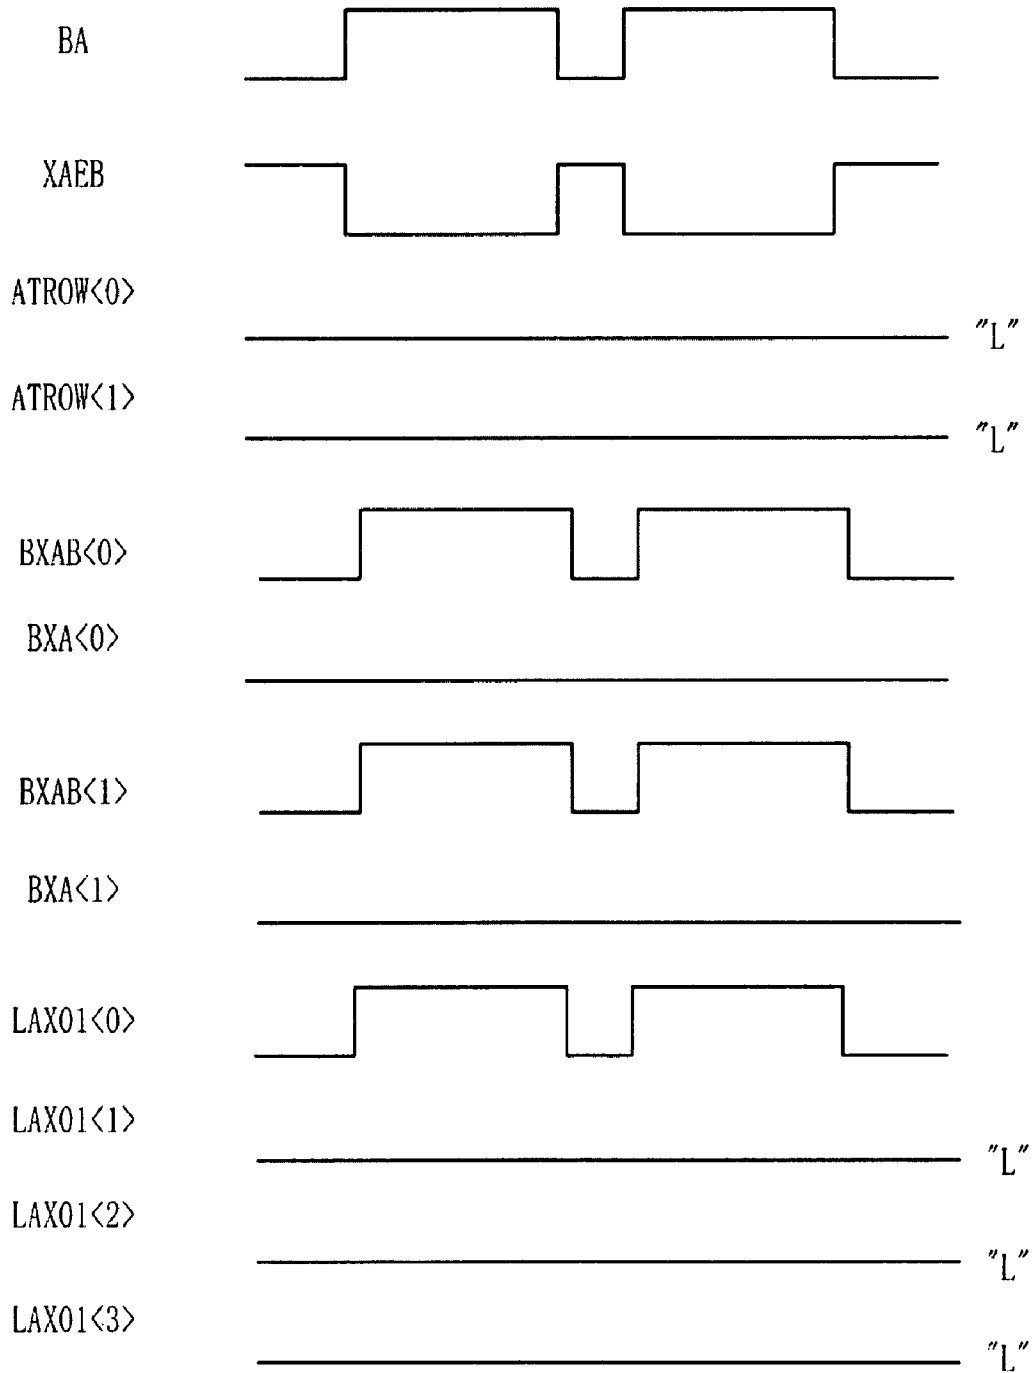 BA
XAEB
ATROW<0>
"L"
ATROW<1>
"L"
BXAB<0>
BXA<0>
BXAB<1>
BXA<1>
LAX01<0>
LAX01<1>
"L"
LAX01<2>
"L"
LAX01<3>
"L"